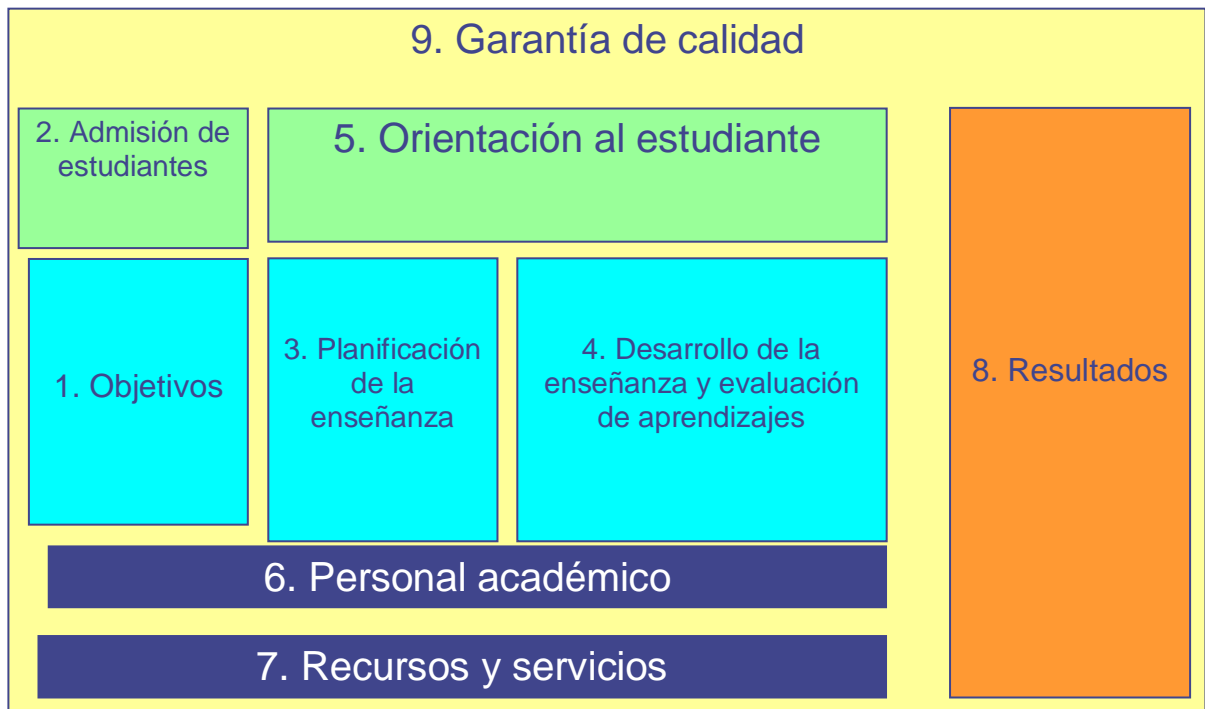 9. Garantía de calidad
2. Admisión de
estudiantes
5. Orientación al estudiante
1. Objetivos
3. Planificación
de la
enseñanza
4. Desarrollo de la
enseñanza y evaluación
de aprendizajes
8. Resultados
6. Personal académico
7. Recursos y servicios